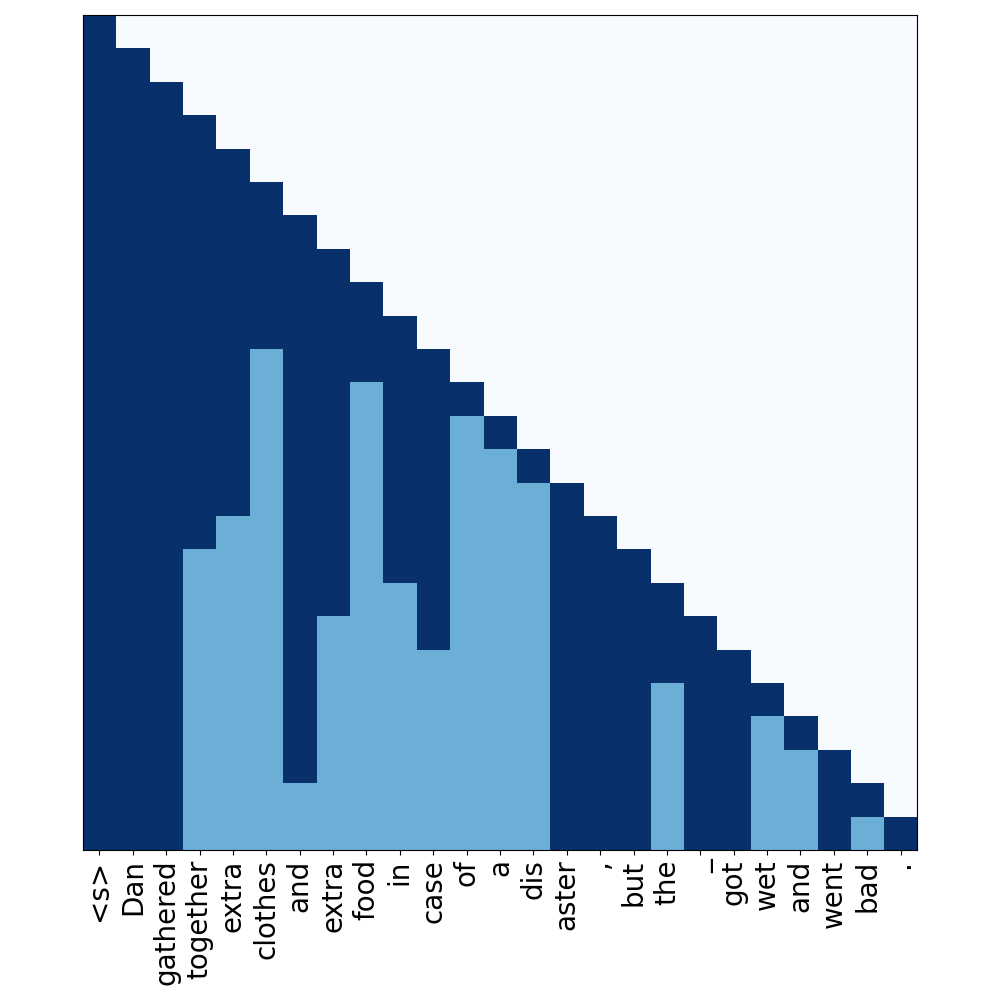 <s> Dan gathered together extra clothes and extra food in case of a dis aster , but the _ got wet and went bad .